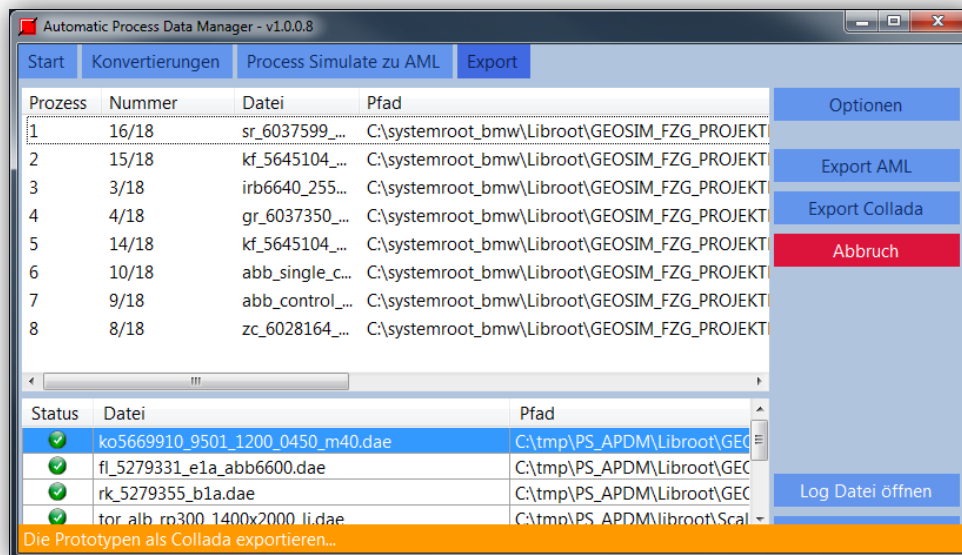 Automatic Process Data Manager - v1.0.0.8
Start Konvertierungen Process Simulate zu AML Export
Prozess Nummer Datei Pfad
1 16/18 sr_6037599_... C:\systemroot_bmw\Libroot\GEOSIM_FZG_PROJEKT
2 15/18 kf_5645104_... C:\systemroot_bmw\Libroot\GEOSIM_FZG_PROJEKT
3 3/18 irb6640_255... C:\systemroot_bmw\Libroot\GEOSIM_FZG_PROJEKT
4 4/18 gr_6037350_... C:\systemroot_bmw\Libroot\GEOSIM_FZG_PROJEKT
5 14/18 kf_5645104_... C:\systemroot_bmw\Libroot\GEOSIM_FZG_PROJEKT
6 10/18 abb_single_c... C:\systemroot_bmw\Libroot\GEOSIM_FZG_PROJEKT
7 9/18 abb_control_... C:\systemroot_bmw\Libroot\GEOSIM_FZG_PROJEKT
8 8/18 zc_6028164_... C:\systemroot_bmw\Libroot\GEOSIM_FZG_PROJEKT
Optionen
Export AML
Export Collada
Abbruch
Status Datei Pfad
ko5669910_9501_1200_0450_m40.dae C:\tmp\PS_APDM\Libroot\GEO
fl_5279331_e1a_abb6600.dae C:\tmp\PS_APDM\Libroot\GEO
rk_5279355_b1a.dae C:\tmp\PS_APDM\Libroot\GEO
tor_alb_rp300_1400x2000_li.dae C:\tmp\PS_APDM\libroot\Scal
Log Datei öffnen
Die Prototypen als Collada exportieren...